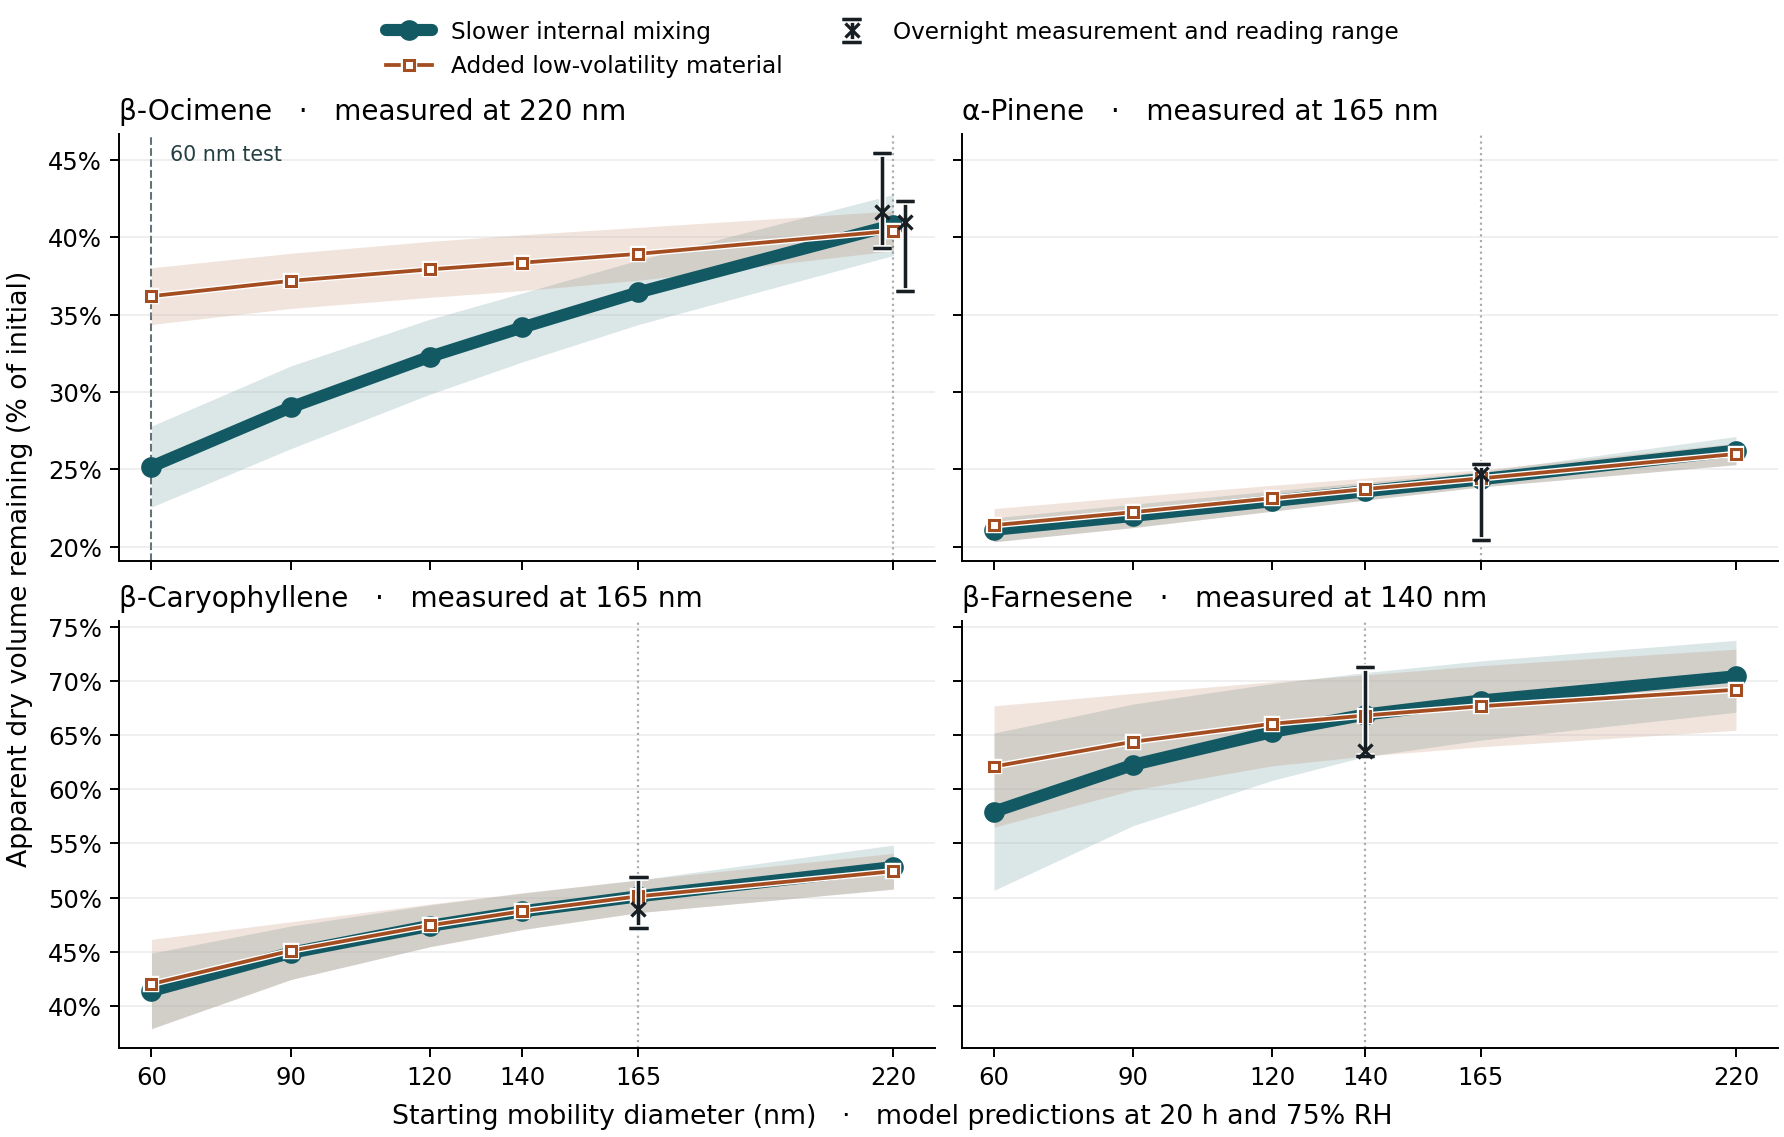 Slower internal mixing
Added low-volatility material
Overnight measurement and reading range
β-Ocimene · measured at 220 nm
α-Pinene · measured at 165 nm
60 nm test
45%
40%
35%
30%
25%
20%
Apparent dry volume remaining (% of initial)
β-Caryophyllene · measured at 165 nm
β-Farnesene · measured at 140 nm
75%
70%
65%
60%
55%
50%
45%
40%
60 90 120 140 165 220
60 90 120 140 165 220
Starting mobility diameter (nm) · model predictions at 20 h and 75% RH